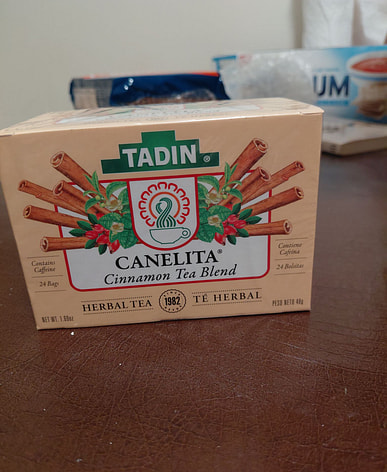 UM
TADIN®
CANELITA®
Cinnamon Tea Blend
Contains
Caffeine
24 Bags
Contiene
Cafeína
24 Bolsitas
HERBAL TEA
SINCE
1982
TÉ HERBAL
NET WT. 1.69oz
PESO NETO 48g